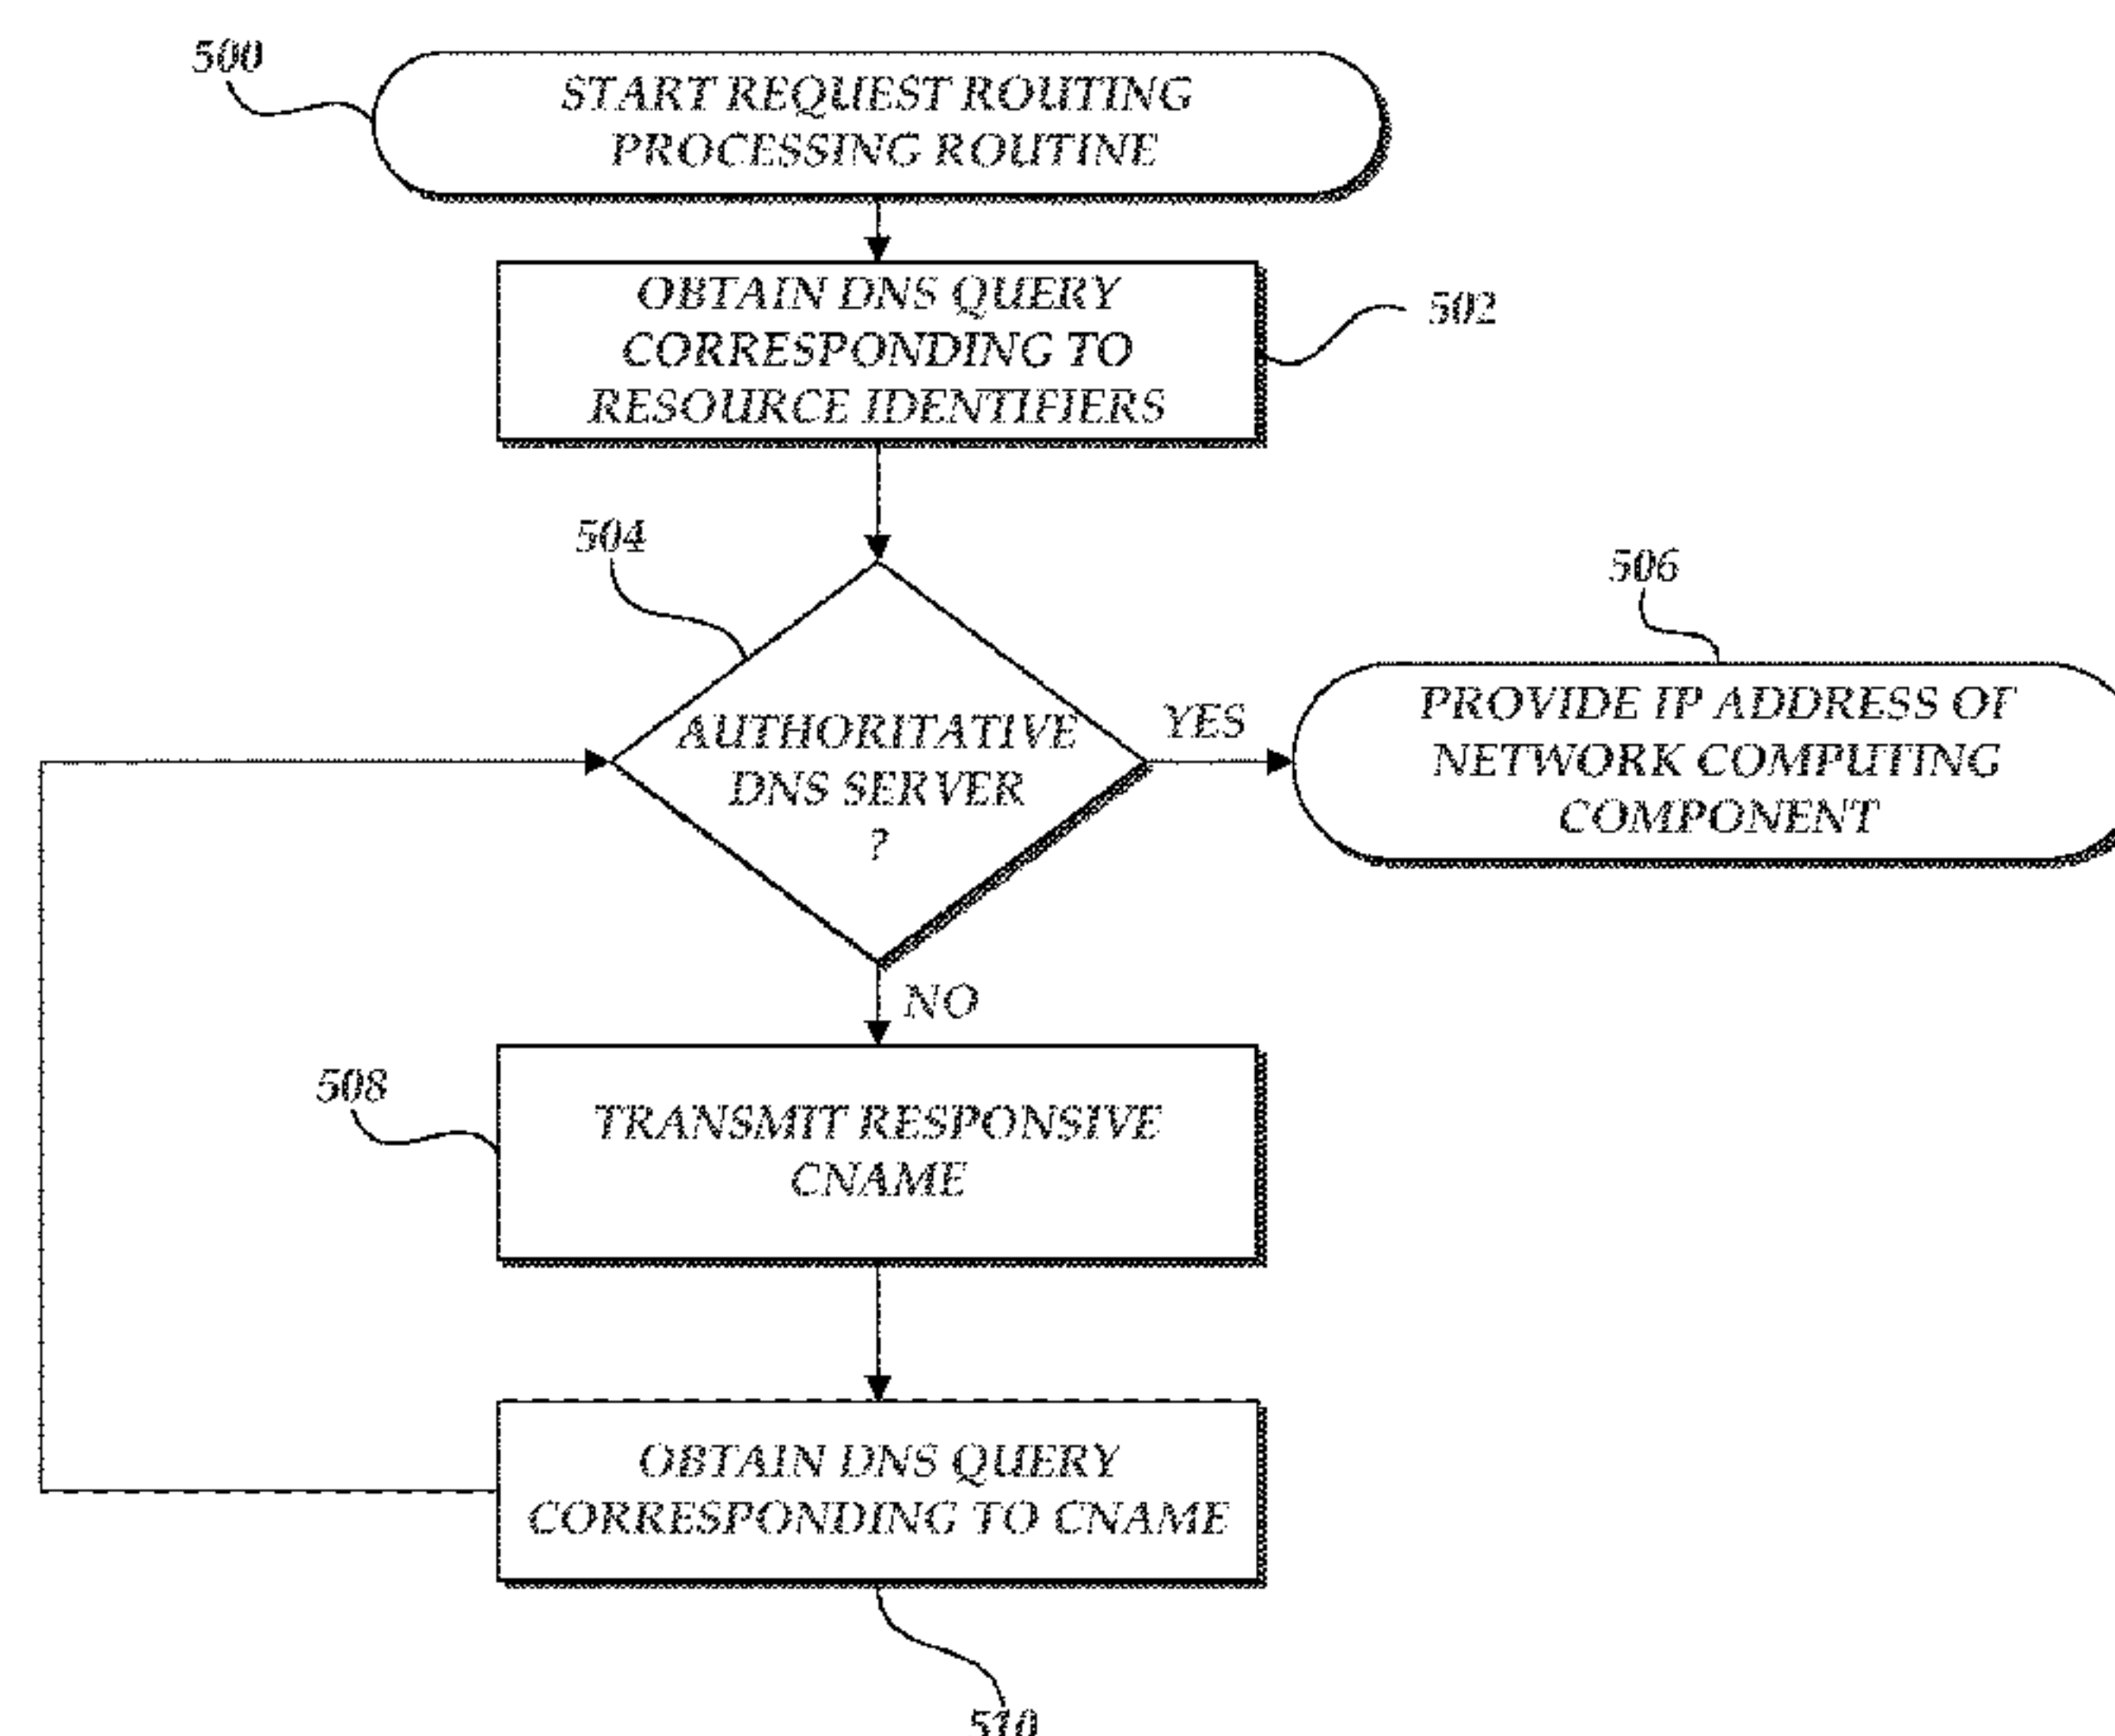 500
START REQUEST ROUTING
PROCESSING ROUTINE
OBTAIN DNS QUERY
CORRESPONDING TO
RESOURCE IDENTIFIERS
502
504
AUTHORITATIVE
DNS SERVER
?
YES
506
PROVIDE IP ADDRESS OF
NETWORK COMPUTING
COMPONENT
NO
508
TRANSMIT RESPONSIVE
CNAME
OBTAIN DNS QUERY
CORRESPONDING TO CNAME
510